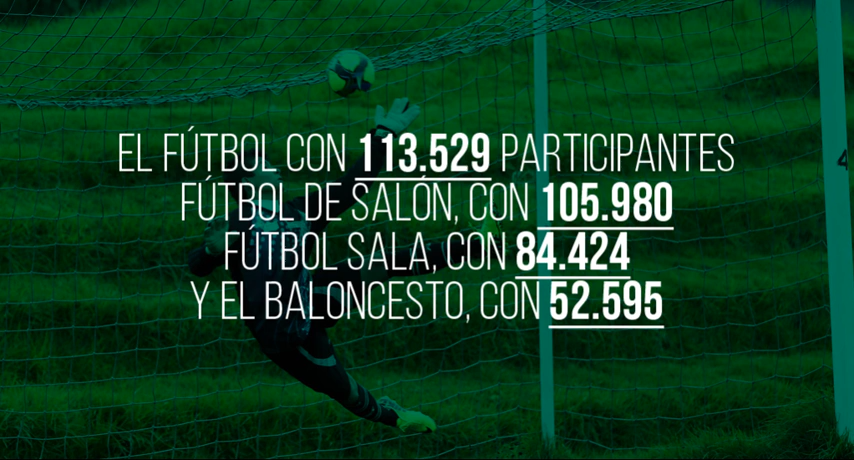 EL FÚTBOL CON 113.529 PARTICIPANTES
FÚTBOL DE SALÓN, CON 105.980
FÚTBOL SALA, CON 84.424
Y EL BALONCESTO, CON 52.595
4